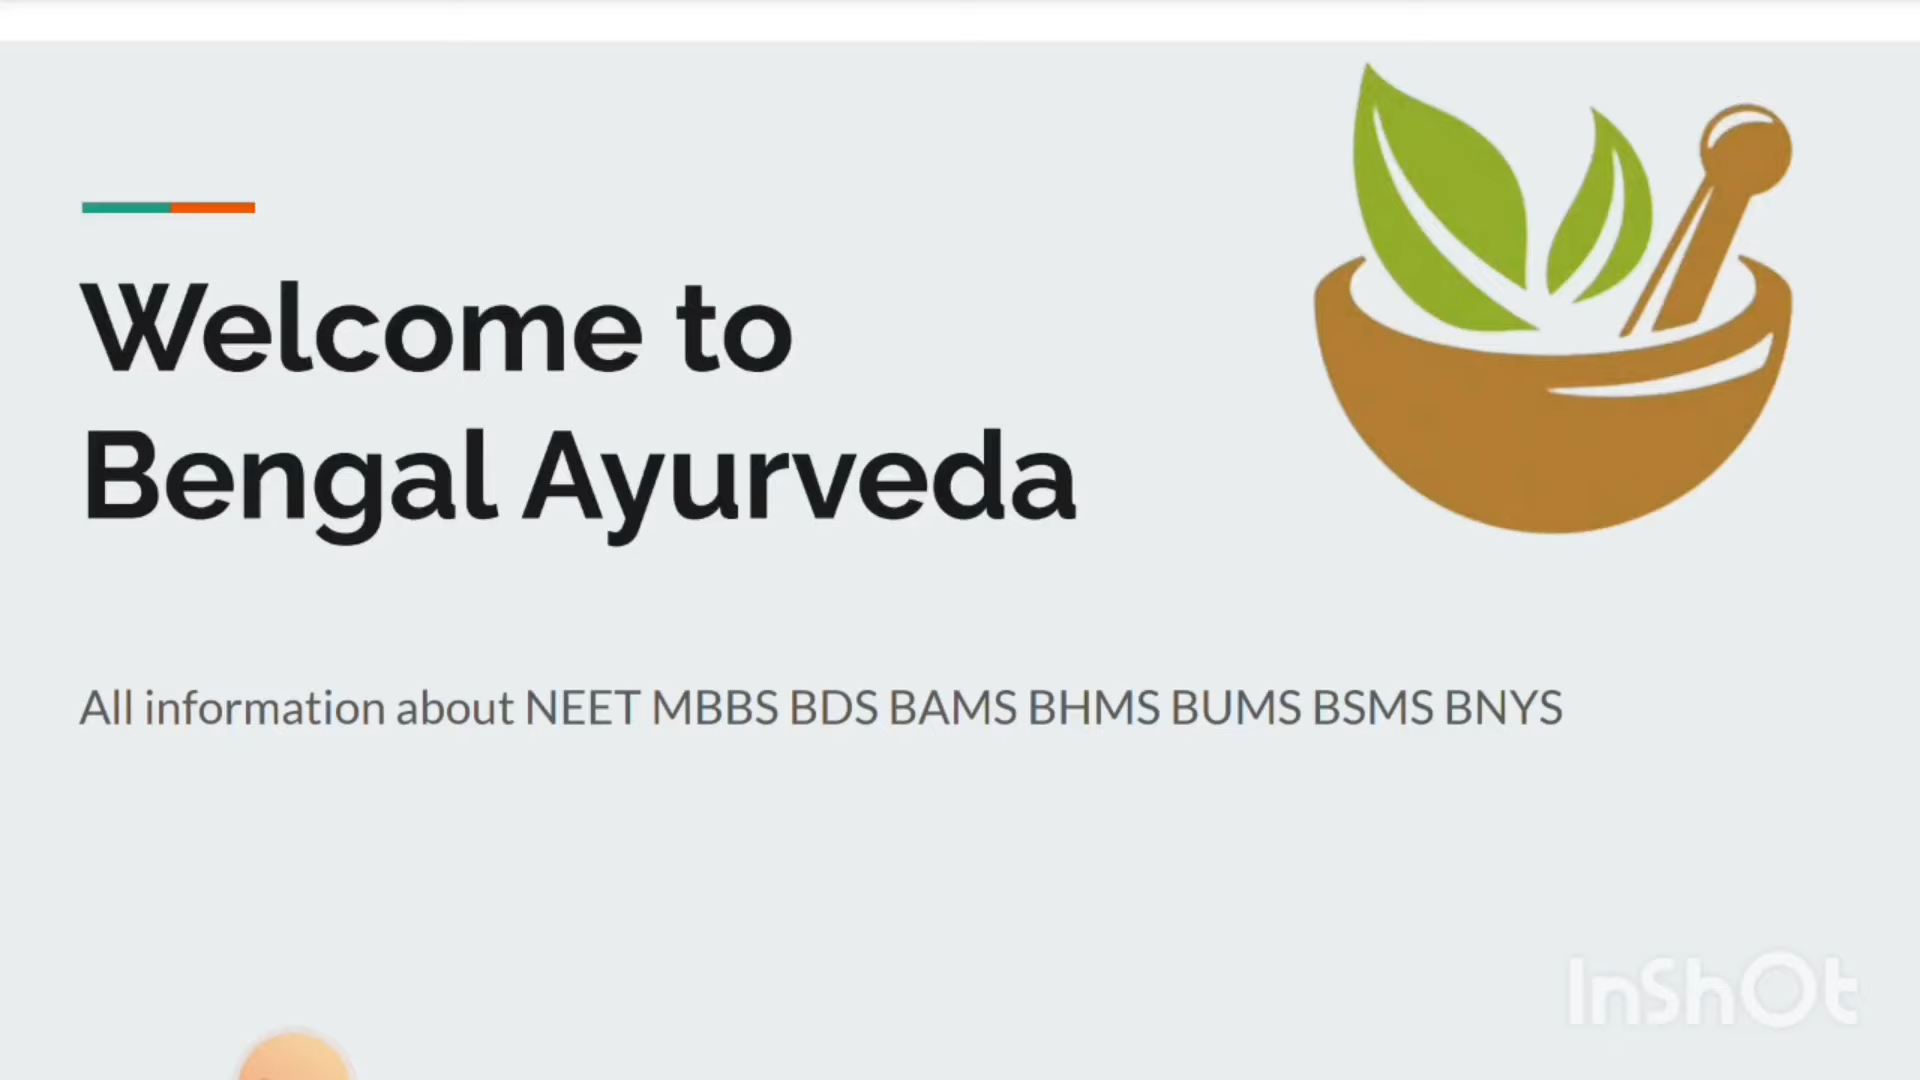 Welcome to
Bengal Ayurveda
All information about NEET MBBS BDS BAMS BHMS BUMS BSMS BNYS
InShOt